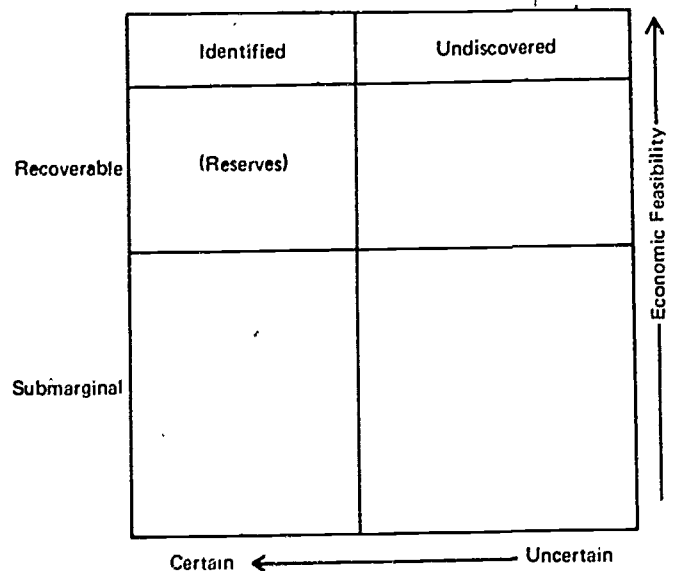 Identified Undiscovered
Recoverable (Reserves)
Submarginal
Economic Feasibility
Certain Uncertain